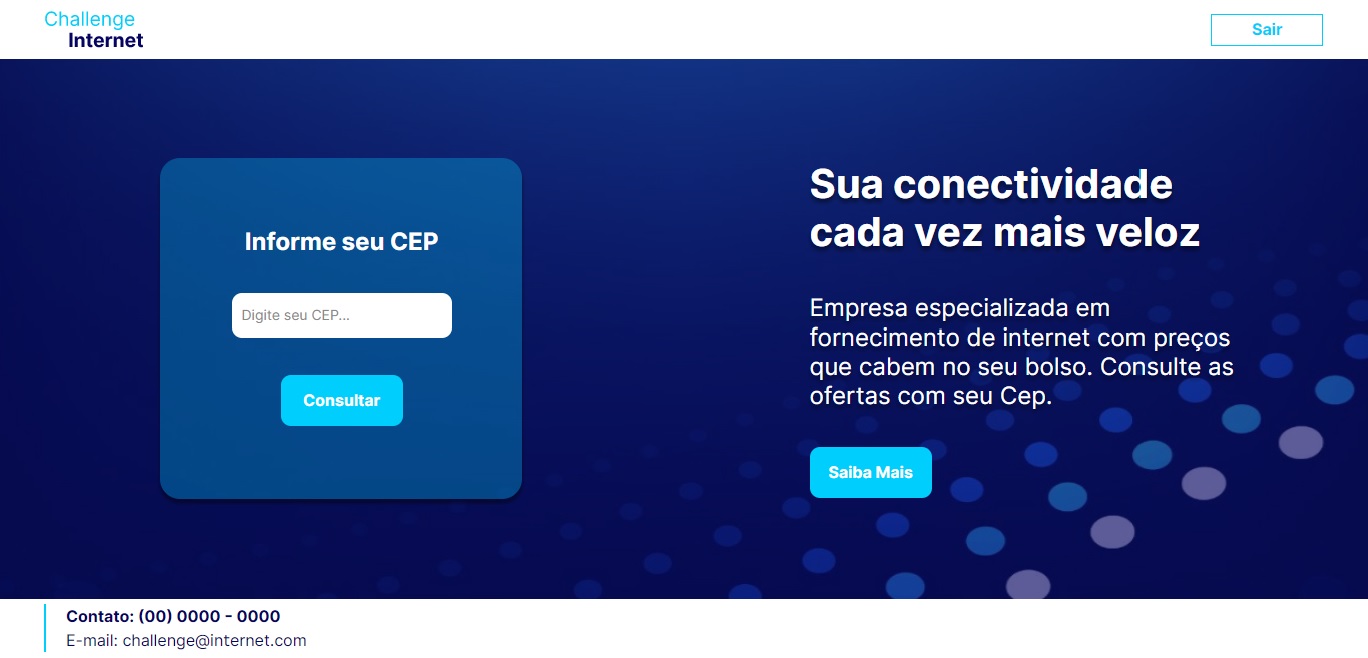 Challenge
Internet
Sair
Informe seu CEP
Digite seu CEP...
Consultar
Sua conectividade
cada vez mais veloz
Empresa especializada em
fornecimento de internet com preços
que cabem no seu bolso. Consulte as
ofertas com seu Cep.
Saiba Mais
Contato: (00) 0000 - 0000
E-mail: challenge@internet.com